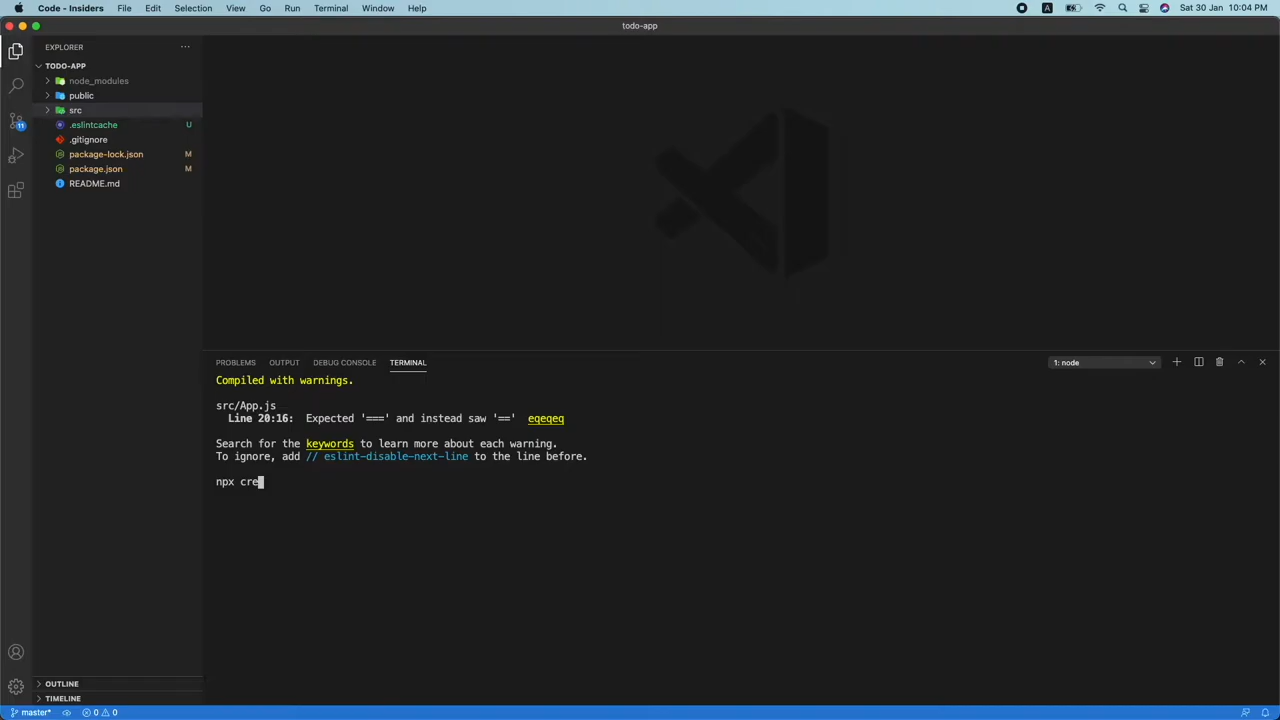 Code - Insiders File Edit Selection View Go Run Terminal Window Help A Sat 30 Jan 10:04 PM
todo-app
EXPLORER ...
TODO-APP
node_modules
public
src
.eslintcache U
.gitignore
package-lock.json M
package.json M
README.md
11
PROBLEMS OUTPUT DEBUG CONSOLE TERMINAL 1: node
Compiled with warnings.
src/App.js
Line 20:16: Expected '===' and instead saw '==' eqeqeq
Search for the keywords to learn more about each warning.
To ignore, add // eslint-disable-next-line to the line before.
npx cre
OUTLINE
TIMELINE
master* 0 0